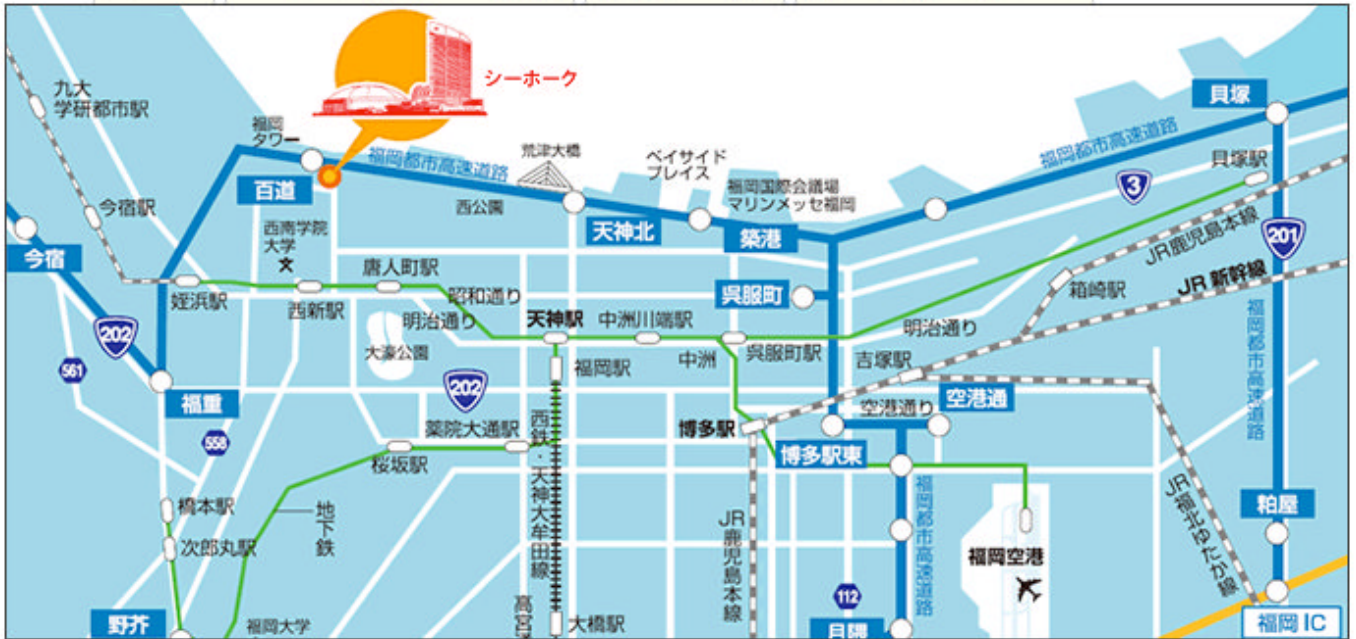 シーホーク
九大
学研都市駅
貝塚
福岡
タワー
福岡都市高速道路
荒津大橋
ベイサイド
プレイス
福岡都市高速道路
貝塚駅
百道
西公園
福岡国際会議場
マリンメッセ福岡
3
今宿駅
西南学院
大学
天神北
築港
JR鹿児島本線
201
今宿
唐人町駅
姪浜駅
西新駅
昭和通り
呉服町
箱崎駅
JR 新幹線
202
明治通り
天神駅
中洲川端駅
明治通り
大濠公園
中洲
呉服町駅
吉塚駅
福岡都市高速道路
561
福岡駅
福重
202
空港通り
空港通
558
薬院大通駅
博多駅
桜坂駅
博多駅東
西鉄・天神大牟田線
橋本駅
地下鉄
粕屋
次郎丸駅
JR鹿児島本線
福岡都市高速道路
福岡空港
JR福北ゆたか線
112
野芥
福岡大学
大橋駅
月隈
福岡 IC